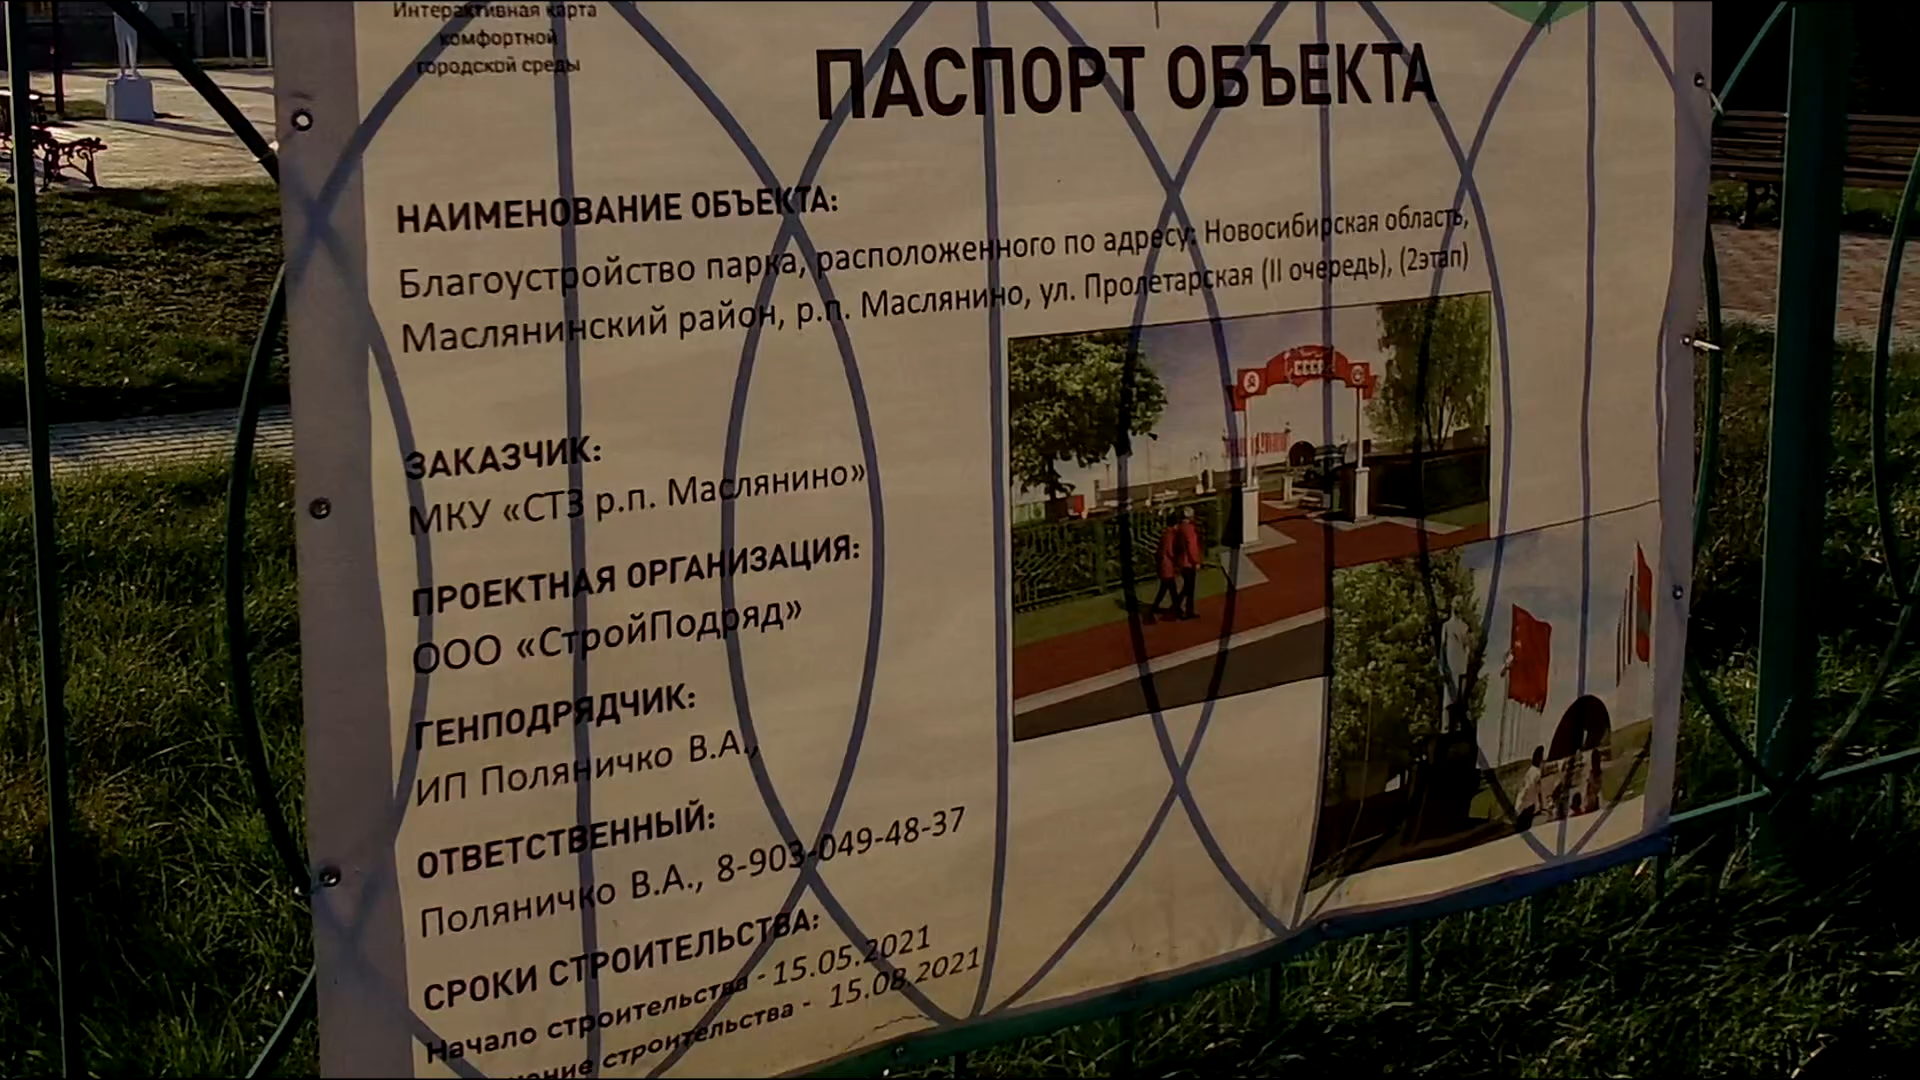 Интерактивная карта
комфортной
городской среды
ПАСПОРТ ОБЪЕКТА
НАИМЕНОВАНИЕ ОБЪЕКТА:
Благоустройство парка, расположенного по адресу: Новосибирская область,
Маслянинский район, р.п. Маслянино, ул. Пролетарская (II очередь), (2этап)
СССР
ЗАКАЗЧИК:
МКУ «СТЗ р.п. Маслянино»
ПРОЕКТНАЯ ОРГАНИЗАЦИЯ:
ООО «СтройПодряд»
ГЕНПОДРЯДЧИК:
ИП Поляничко В.А.,
ОТВЕТСТВЕННЫЙ:
Поляничко В.А., 8-903-049-48-37
СРОКИ СТРОИТЕЛЬСТВА:
Начало строительства - 15.05.2021
строительства - 15.08.2021